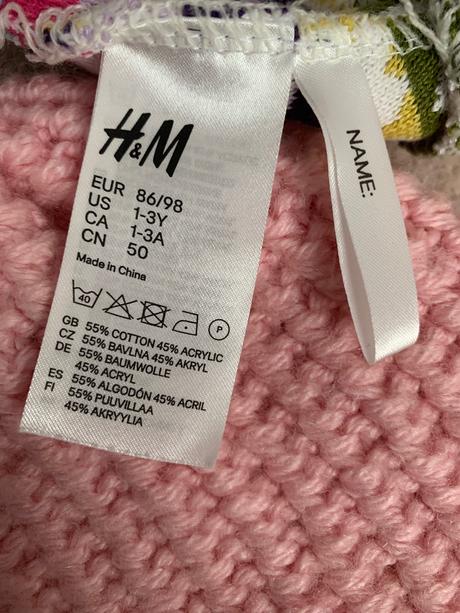 H&M
EUR 86/98
US 1-3Y
CA 1-3A
CN 50
Made in China
40 P
GB 55% COTTON 45% ACRYLIC
CZ 55% BAVLNA 45% AKRYL
DE 55% BAUMWOLLE
45% ACRYL
ES 55% ALGODÓN 45% ACRIL
FI 55% PUUVILLAA
45% AKRYYLIA
NAME: